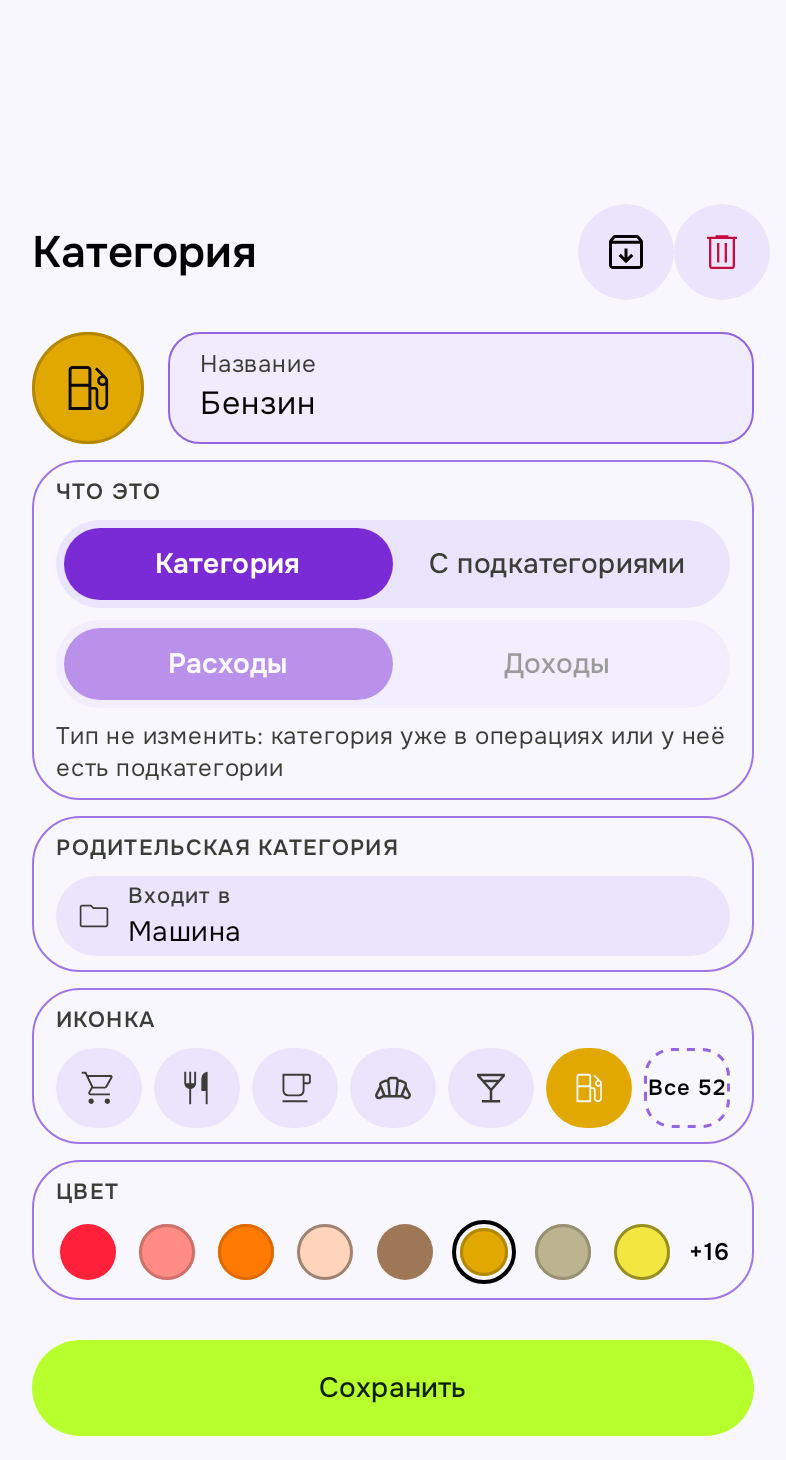 Категория
Название
Бензин
ЧТО ЭТО
Категория
С подкатегориями
Расходы
Доходы
Тип не изменить: категория уже в операциях или у неё
есть подкатегории
РОДИТЕЛЬСКАЯ КАТЕГОРИЯ
Входит в
Машина
ИКОНКА
Все 52
ЦВЕТ
+16
Сохранить